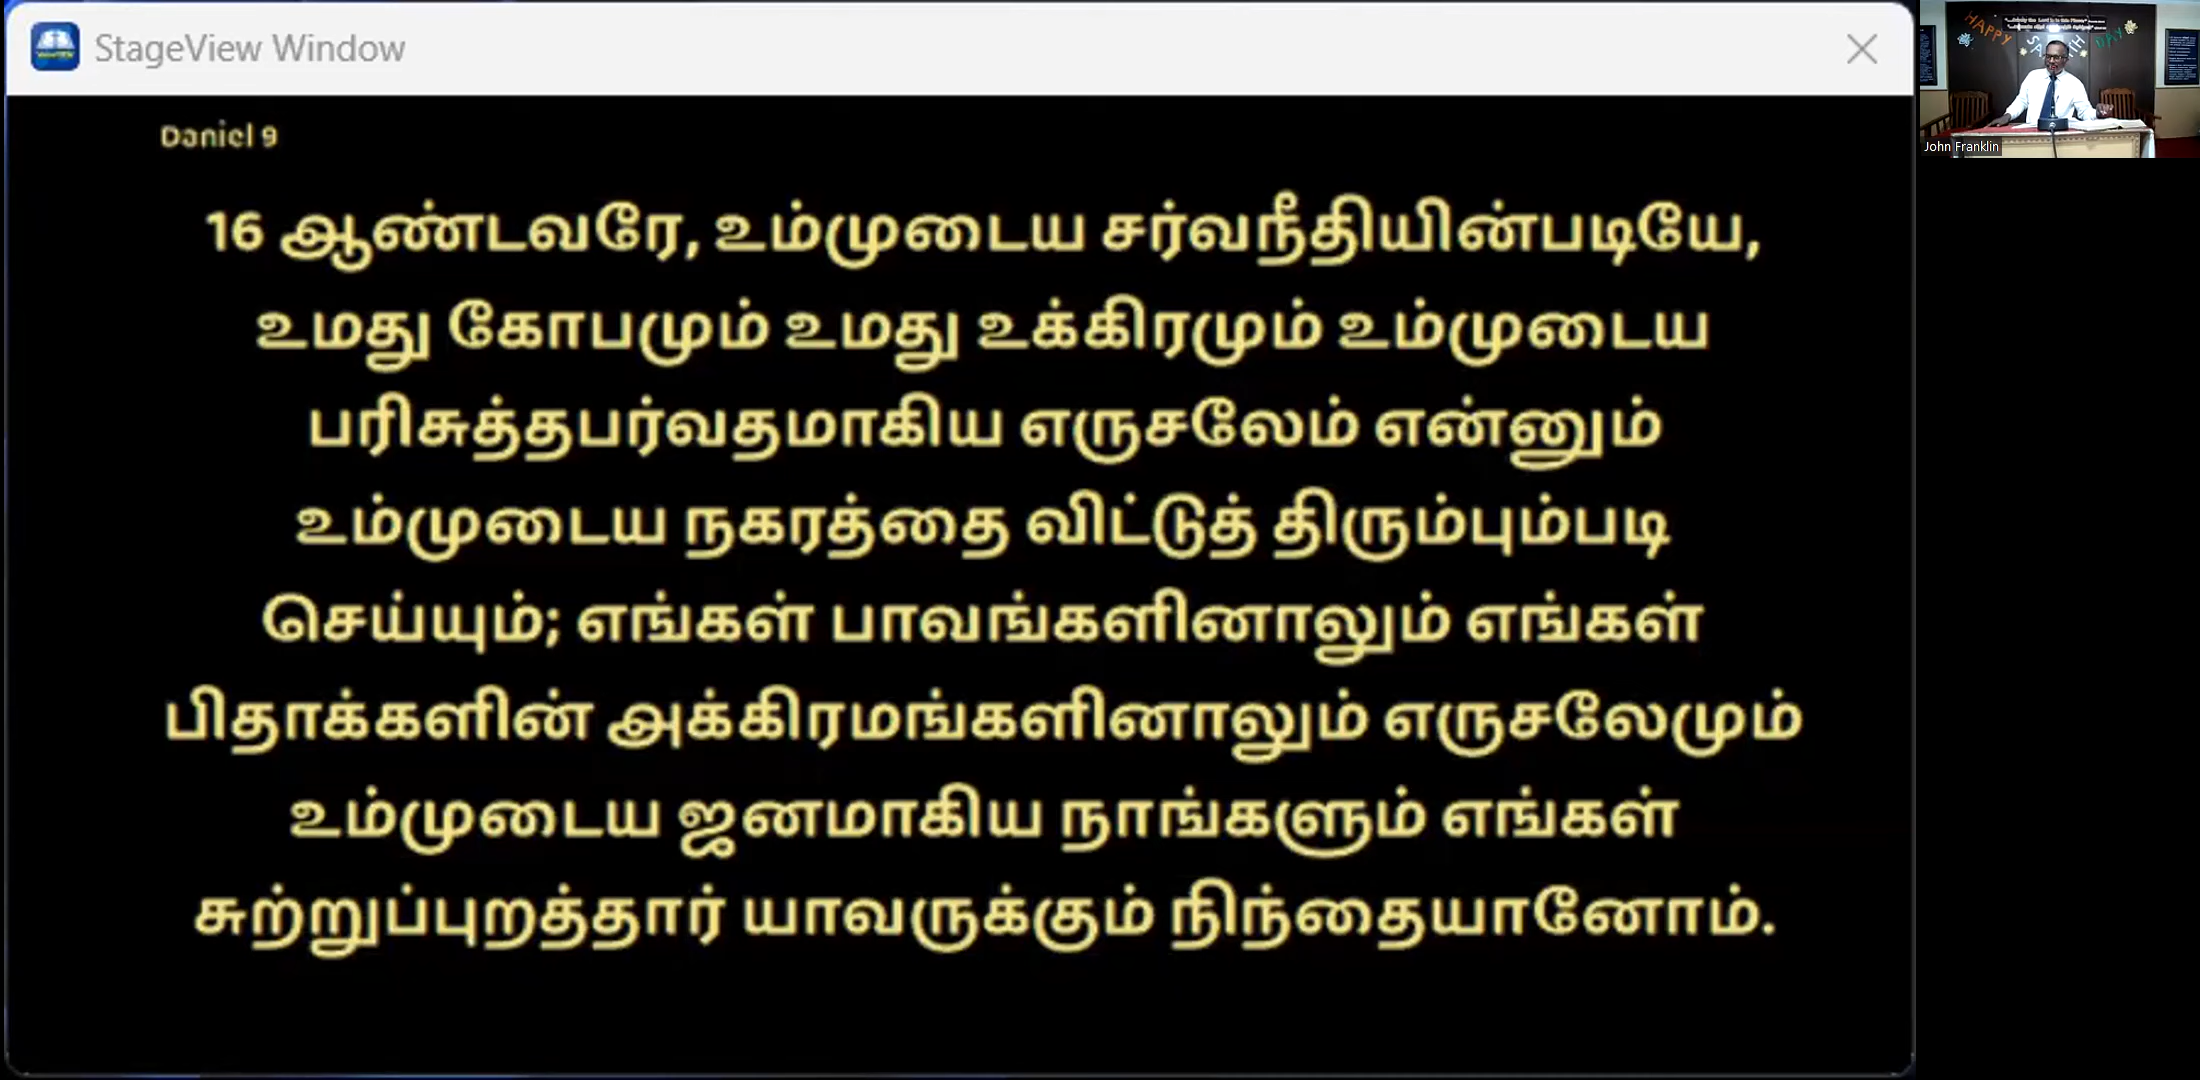 StageView Window
Daniel 9
16 ஆண்டவரே, உம்முடைய சர்வநீதியின்படியே,
உமது கோபமும் உமது உக்கிரமும் உம்முடைய
பரிசுத்தபர்வதமாகிய எருசலேம் என்னும்
உம்முடைய நகரத்தை விட்டுத் திரும்பும்படி
செய்யும்; எங்கள் பாவங்களினாலும் எங்கள்
பிதாக்களின் அக்கிரமங்களினாலும் எருசலேமும்
உம்முடைய ஜனமாகிய நாங்களும் எங்கள்
சுற்றுப்புறத்தார் யாவருக்கும் நிந்தையானோம்.
HAPPY
DAY
John Franklin